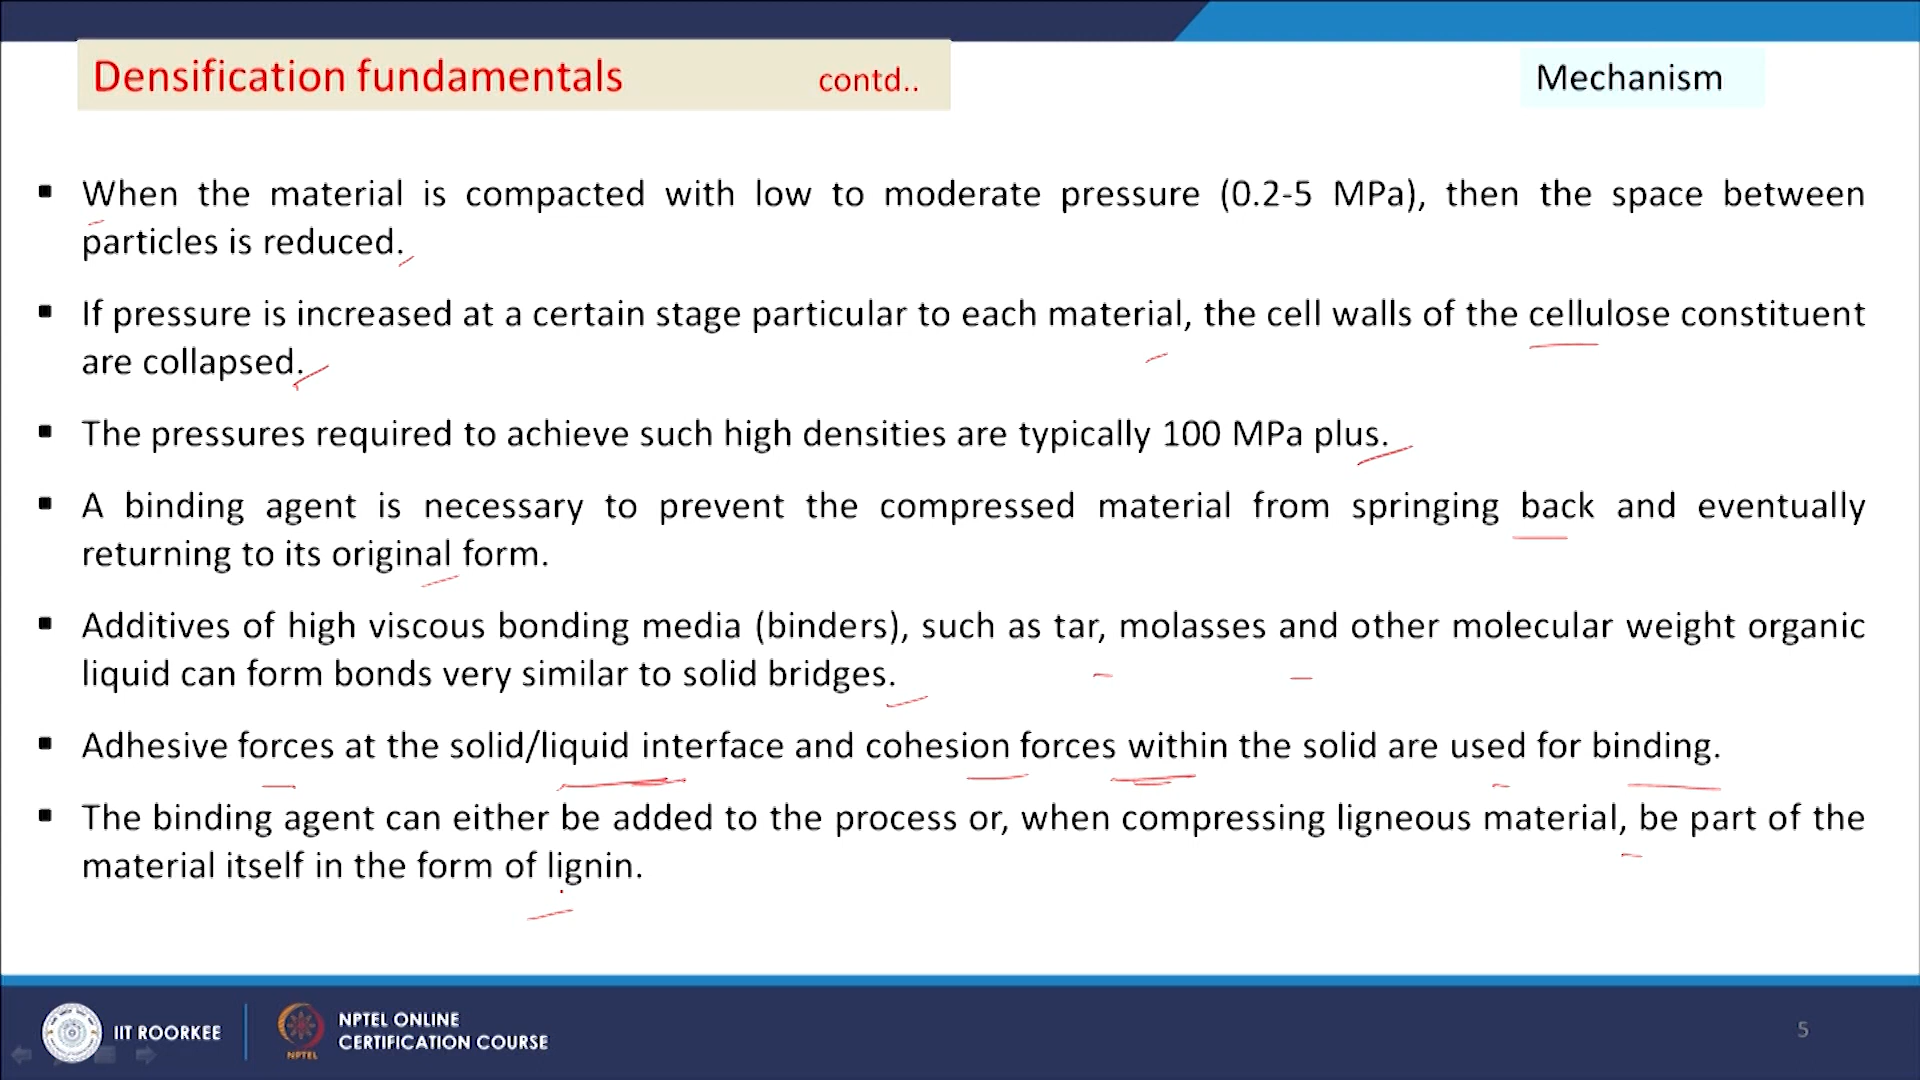 Densification fundamentals contd..
Mechanism
▪ When the material is compacted with low to moderate pressure (0.2-5 MPa), then the space between
particles is reduced.
▪ If pressure is increased at a certain stage particular to each material, the cell walls of the cellulose constituent
are collapsed.
▪ The pressures required to achieve such high densities are typically 100 MPa plus.
▪ A binding agent is necessary to prevent the compressed material from springing back and eventually
returning to its original form.
▪ Additives of high viscous bonding media (binders), such as tar, molasses and other molecular weight organic
liquid can form bonds very similar to solid bridges.
▪ Adhesive forces at the solid/liquid interface and cohesion forces within the solid are used for binding.
▪ The binding agent can either be added to the process or, when compressing ligneous material, be part of the
material itself in the form of lignin.
IIT ROORKEE
NPTEL
NPTEL ONLINE
CERTIFICATION COURSE
5